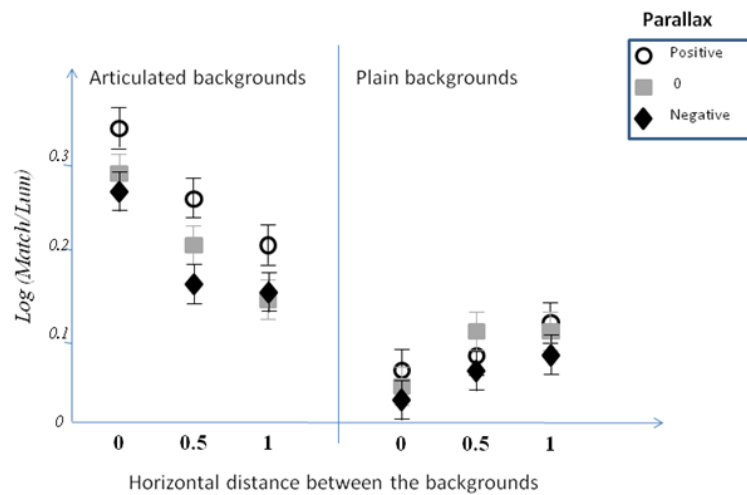 Parallax
Positive
0
Negative
Articulated backgrounds
Plain backgrounds
Log (Match/Lum)
0.3
0.2
0.1
0
0 0.5 1 0 0.5 1
Horizontal distance between the backgrounds